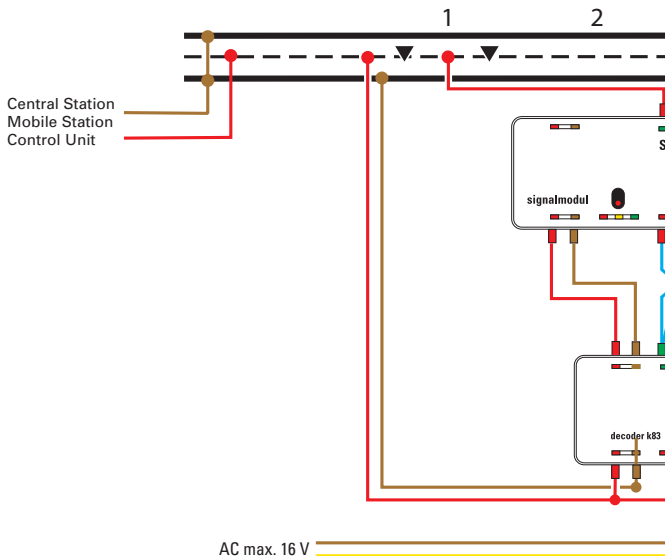 1 2
Central Station
Mobile Station
Control Unit
S
signalmodul
decoder k83
AC max. 16 V